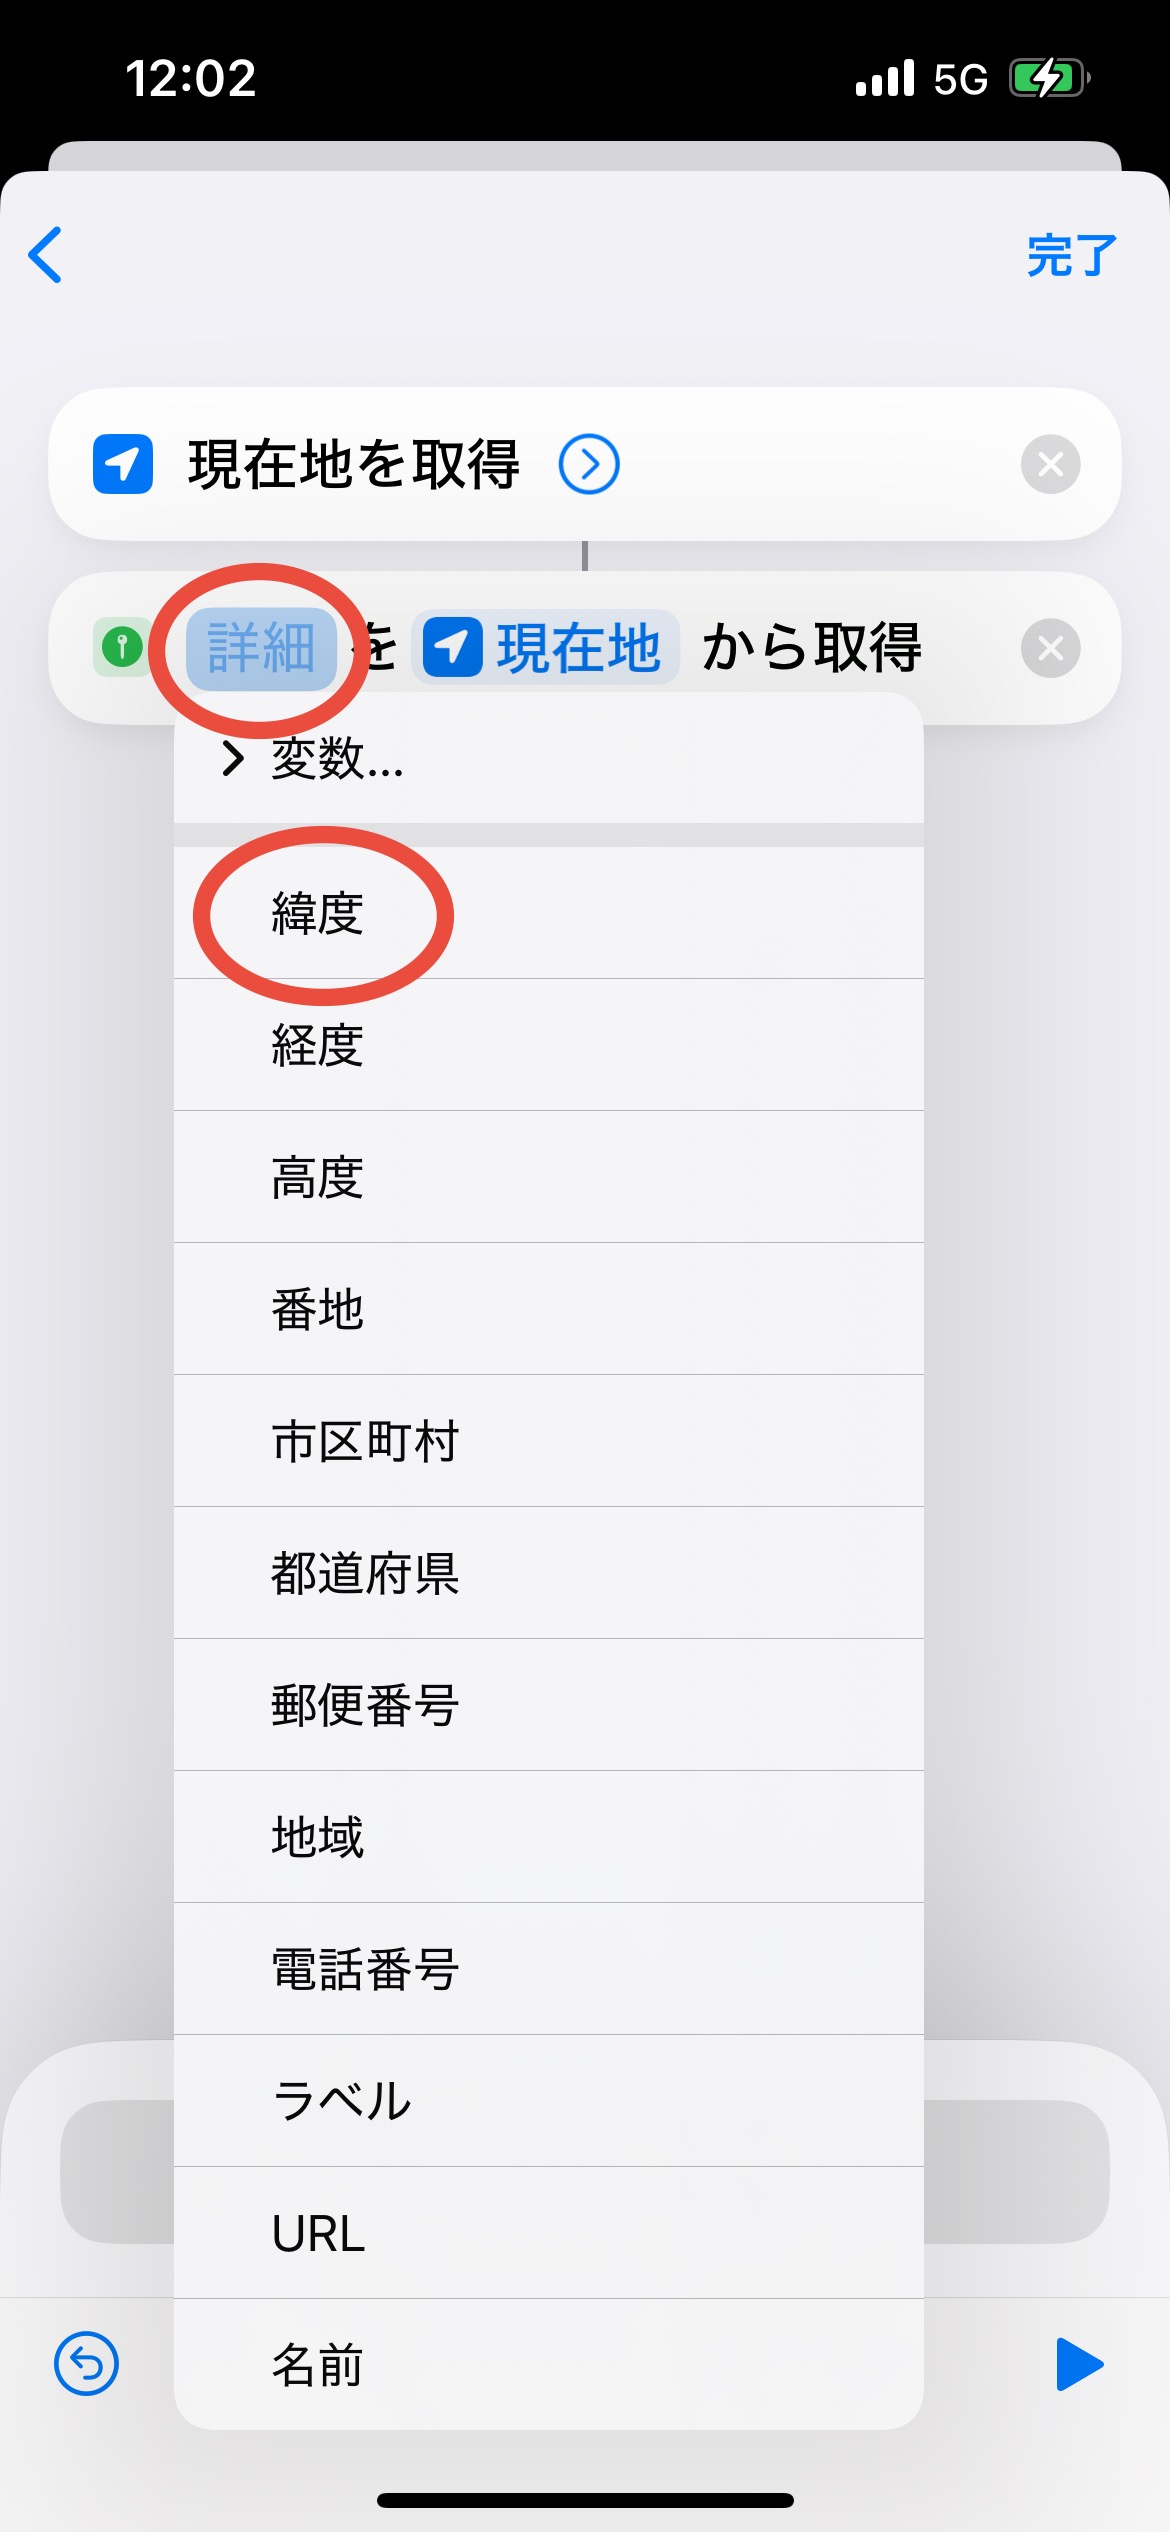 12:02 5G
完了
現在地を取得
詳細 を 現在地 から取得
変数...
緯度
経度
高度
番地
市区町村
都道府県
郵便番号
地域
電話番号
ラベル
URL
名前